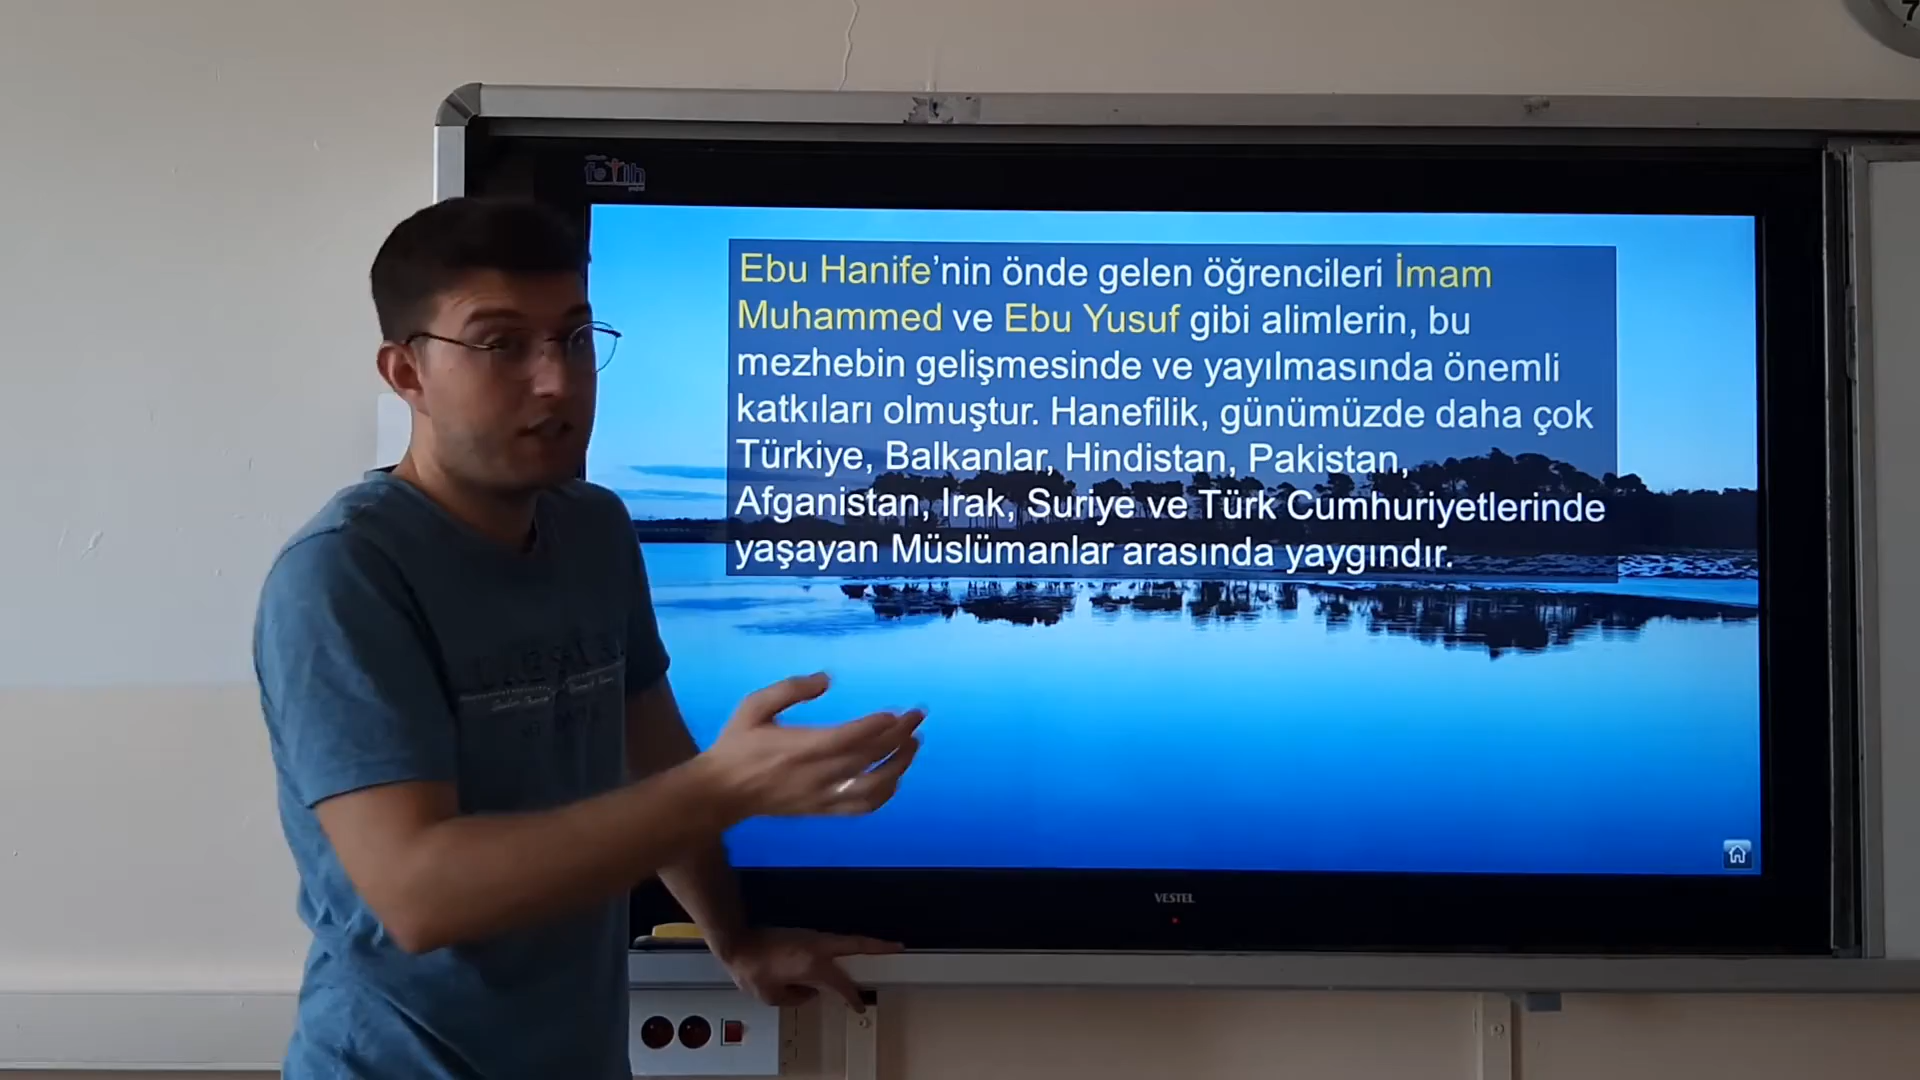 fatih
Ebu Hanife’nin önde gelen öğrencileri İmam
Muhammed ve Ebu Yusuf gibi alimlerin, bu
mezhebin gelişmesinde ve yayılmasında önemli
katkıları olmuştur. Hanefilik, günümüzde daha çok
Türkiye, Balkanlar, Hindistan, Pakistan,
Afganistan, Irak, Suriye ve Türk Cumhuriyetlerinde
yaşayan Müslümanlar arasında yaygındır.
VESTEL
7